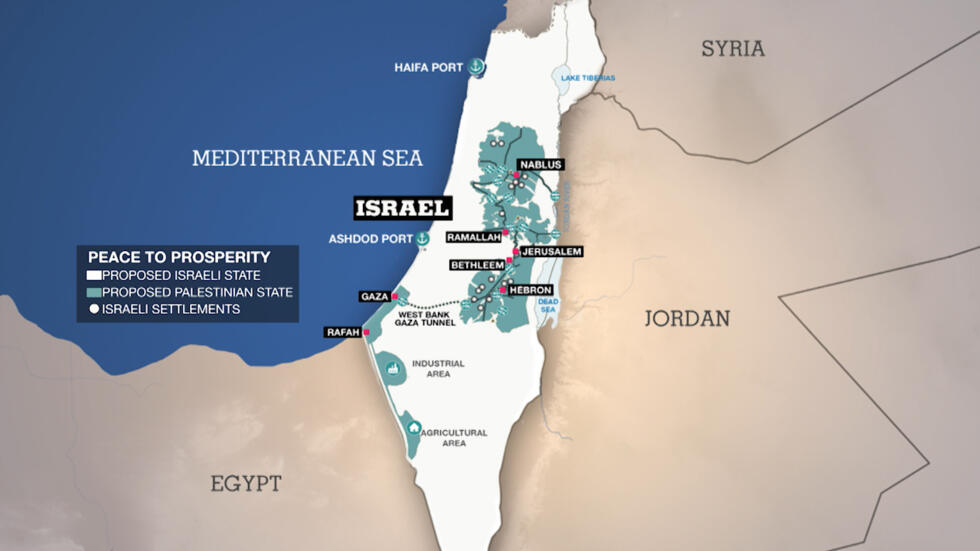 SYRIA
HAIFA PORT
LAKE TIBERIAS
MEDITERRANEAN SEA
NABLUS
ISRAEL
ASHDOD PORT
RAMALLAH
JERUSALEM
BETHLEEM
PEACE TO PROSPERITY
PROPOSED ISRAELI STATE
PROPOSED PALESTINIAN STATE
ISRAELI SETTLEMENTS
GAZA
HEBRON
WEST BANK
GAZA TUNNEL
DEAD
SEA
JORDAN
RAFAH
INDUSTRIAL
AREA
AGRICULTURAL
AREA
EGYPT